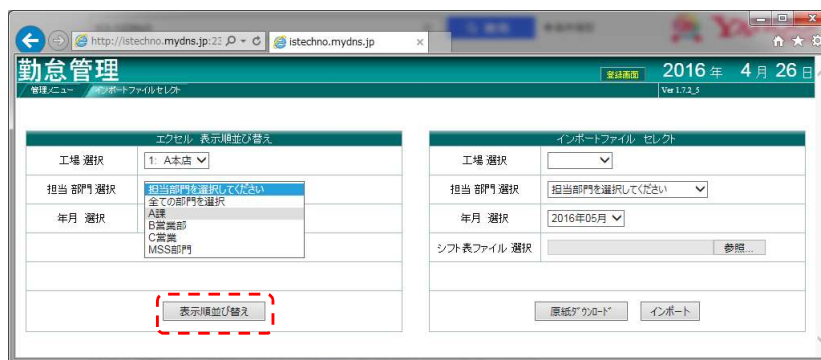 http://istechno.mydns.jp:23
istechno.mydns.jp
勤怠管理
登録画面
2016 年 4 月 26 日
管理メニュー インポートファイルセレクト
Ver 1.7.2_5
エクセル 表示順並び替え
工場 選択
1: A本店
担当 部門 選択
担当部門を選択してください
全ての部門を選択
A課
B営業部
C営業
MSS部門
年月 選択
表示順並び替え
インポートファイル セレクト
工場 選択
担当 部門 選択
担当部門を選択してください
年月 選択
2016年05月
シフト表ファイル 選択
参照...
原紙ダウンロード
インポート